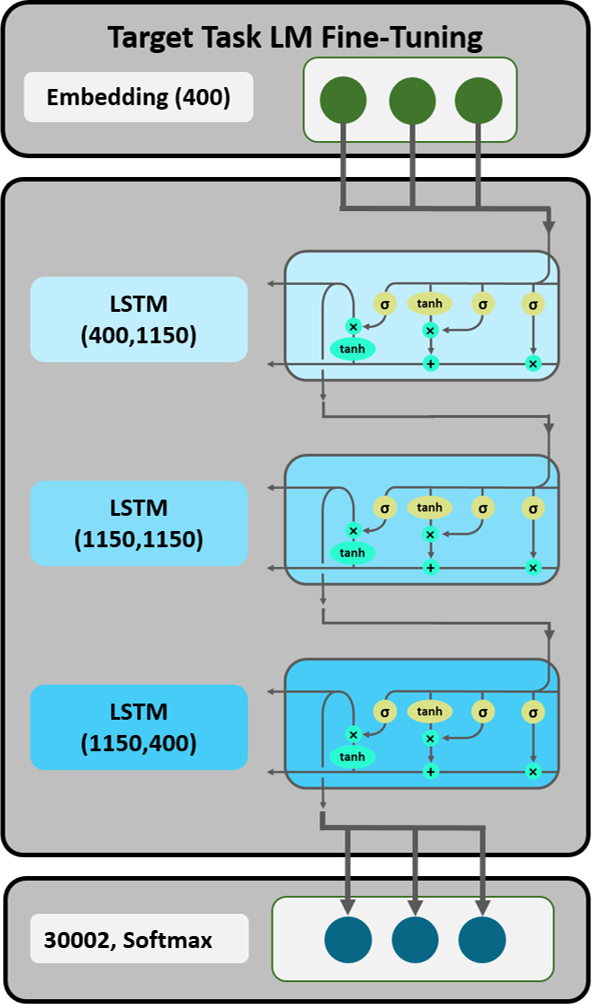 Target Task LM Fine-Tuning
Embedding (400)
LSTM
(400,1150)
σ tanh σ σ
× ×
tanh + ×
LSTM
(1150,1150)
σ tanh σ σ
× ×
tanh + ×
LSTM
(1150,400)
σ tanh σ σ
× ×
tanh + ×
30002, Softmax